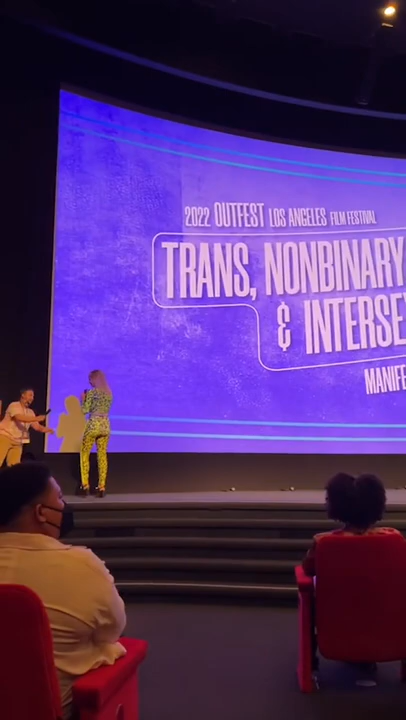 2022 OUTFEST LOS ANGELES FILM FESTIVAL
TRANS, NONBINARY
& INTERSE
MANIFE